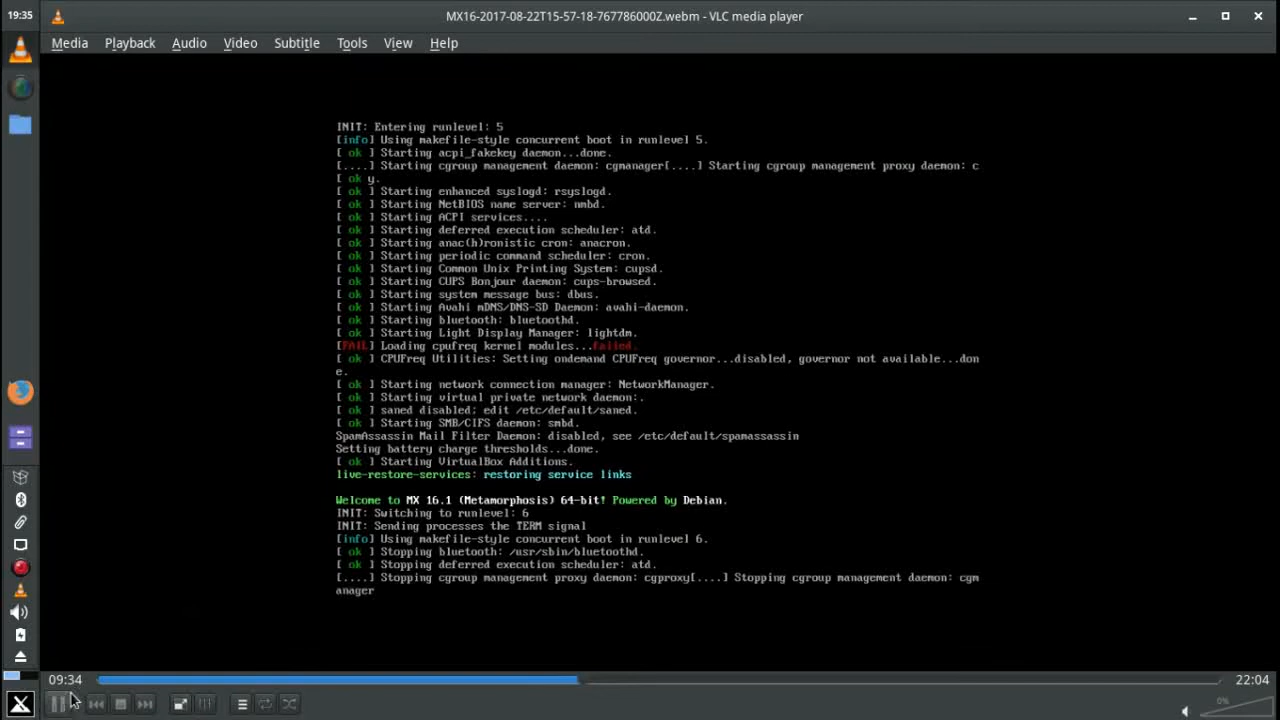 19:35
MX16-2017-08-22T15-57-18-767786000Z.webm - VLC media player
Media Playback Audio Video Subtitle Tools View Help
INIT: Entering runlevel: 5
[info] Using makefile-style concurrent boot in runlevel 5.
[ ok ] Starting acpi_fakekey daemon...done.
[....] Starting cgroup management daemon: cgmanager[....] Starting cgroup management proxy daemon: c
[ ok y.
[ ok ] Starting enhanced syslogd: rsyslogd.
[ ok ] Starting NetBIOS name server: nmbd.
[ ok ] Starting ACPI services....
[ ok ] Starting deferred execution scheduler: atd.
[ ok ] Starting anac(h)ronistic cron: anacron.
[ ok ] Starting periodic command scheduler: cron.
[ ok ] Starting Common Unix Printing System: cupsd.
[ ok ] Starting CUPS Bonjour daemon: cups-browsed.
[ ok ] Starting system message bus: dbus.
[ ok ] Starting Avahi mDNS/DNS-SD Daemon: avahi-daemon.
[ ok ] Starting bluetooth: bluetoothd.
[ ok ] Starting Light Display Manager: lightdm.
[FAIL] Loading cpufreq kernel modules...failed.
[ ok ] CPUFreq Utilities: Setting ondemand CPUFreq governor...disabled, governor not available...don
e.
[ ok ] Starting network connection manager: NetworkManager.
[ ok ] Starting virtual private network daemon:.
[ ok ] saned disabled; edit /etc/default/saned.
[ ok ] Starting SMB/CIFS daemon: smbd.
SpamAssassin Mail Filter Daemon: disabled, see /etc/default/spamassassin
Setting battery charge thresholds...done.
[ ok ] Starting VirtualBox Additions.
live-restore-services: restoring service links
Welcome to MX 16.1 (Metamorphosis) 64-bit! Powered by Debian.
INIT: Switching to runlevel: 6
INIT: Sending processes the TERM signal
[info] Using makefile-style concurrent boot in runlevel 6.
[ ok ] Stopping bluetooth: /usr/sbin/bluetoothd.
[ ok ] Stopping deferred execution scheduler: atd.
[....] Stopping cgroup management proxy daemon: cgproxy[....] Stopping cgroup management daemon: cgm
anager
09:34
22:04
0%